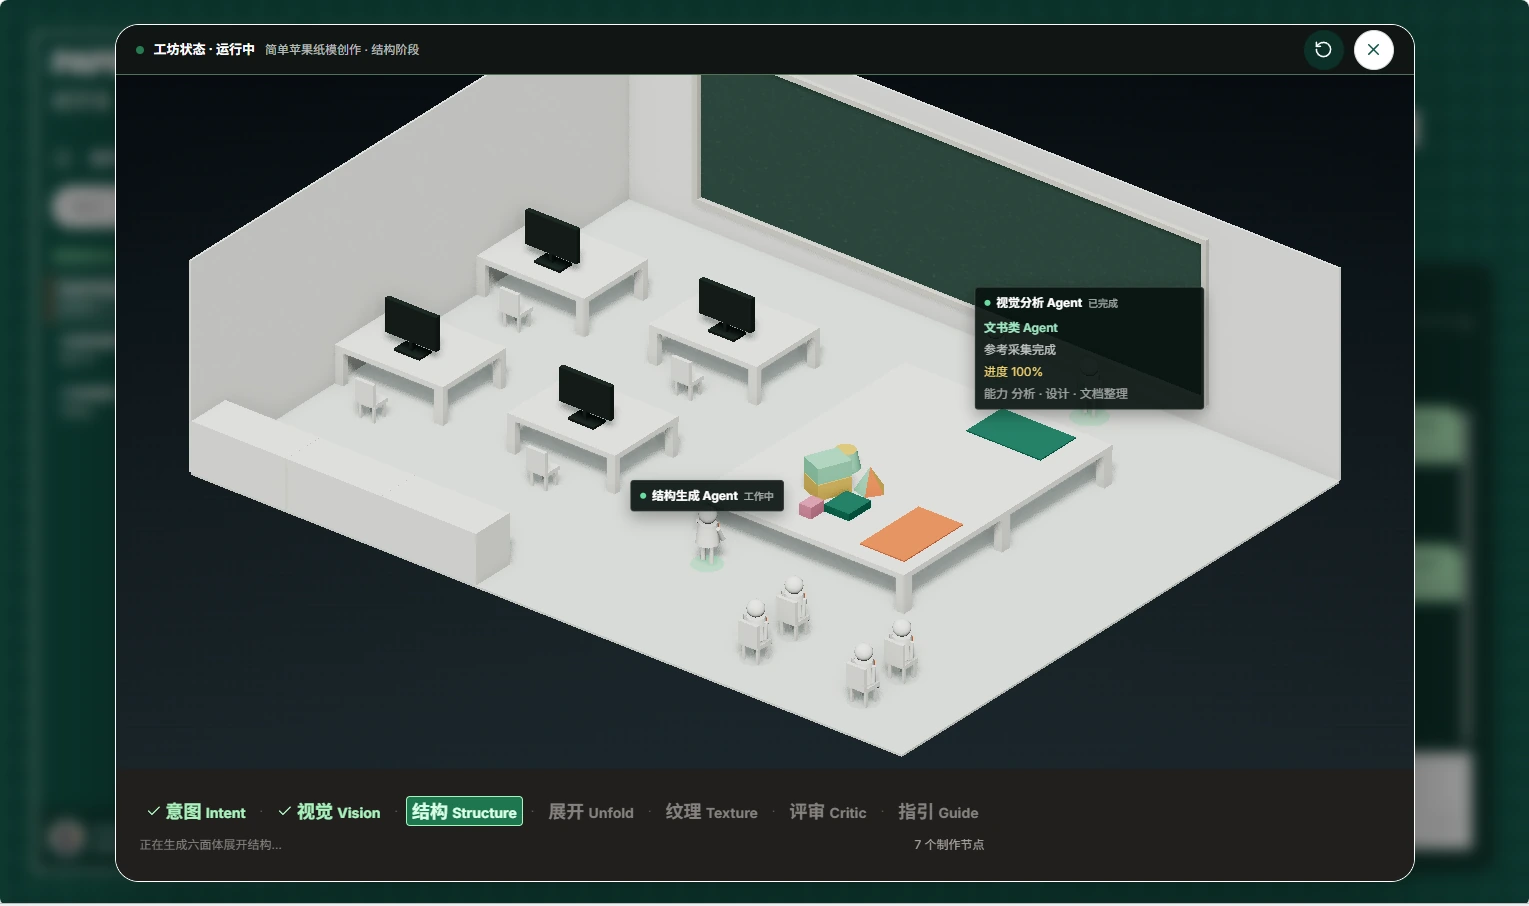 工坊状态 · 运行中 简单苹果纸模创作 · 结构阶段
视觉分析 Agent 已完成
文书类 Agent
参考采集完成
进度 100%
能力 分析 · 设计 · 文档整理
结构生成 Agent 工作中
意图 Intent · 视觉 Vision · 结构 Structure · 展开 Unfold · 纹理 Texture · 评审 Critic · 指引 Guide
正在生成六面体展开结构...
7 个制作节点